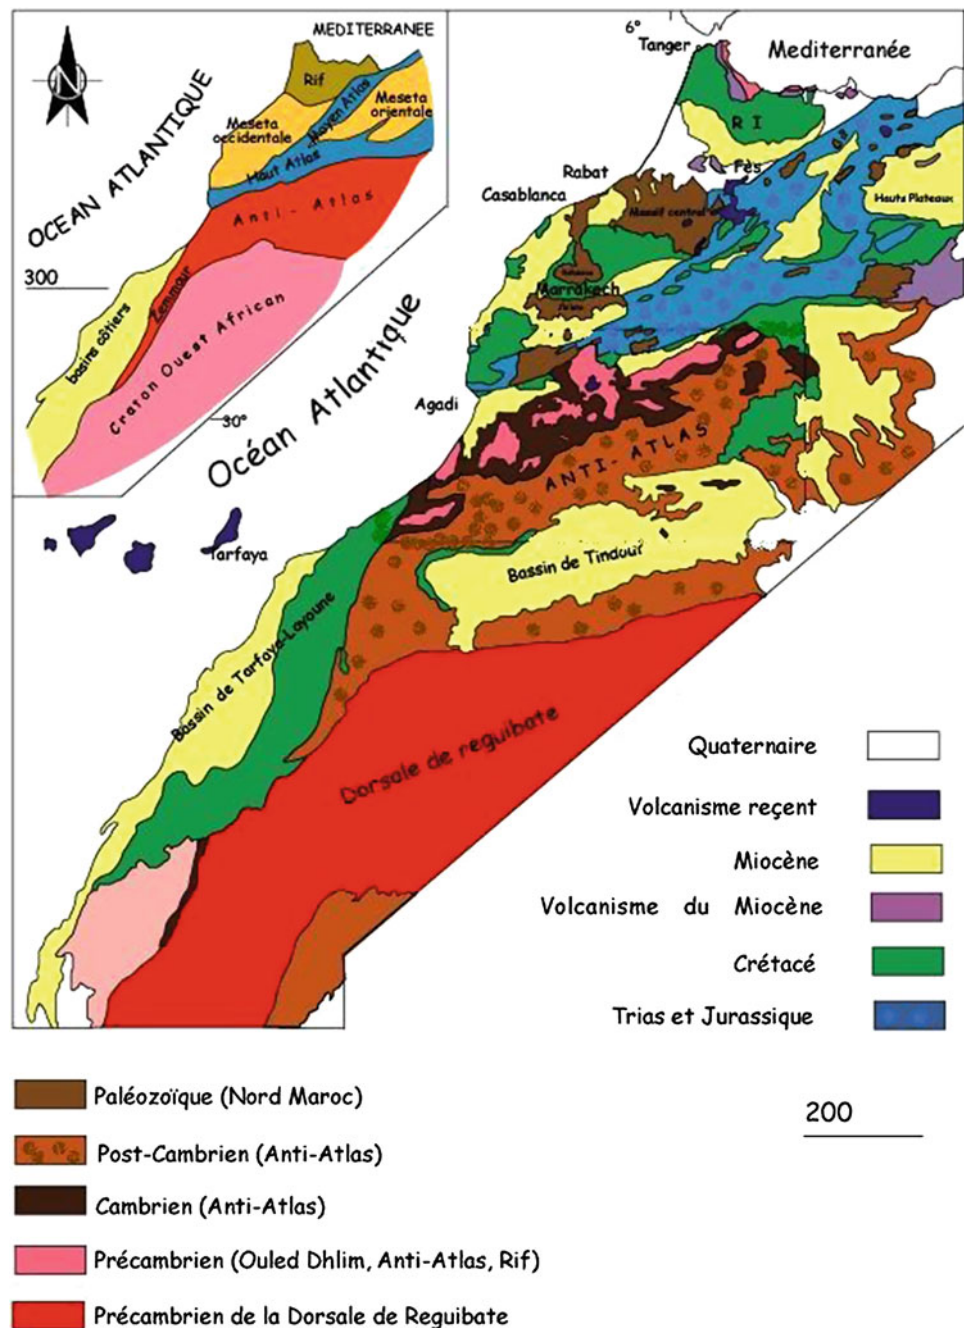 MEDITERRANEE
OCEAN ATLANTIQUE
Rif
Meseta
occidentale
Moyen Atlas
Meseta
orientale
Haut Atlas
Anti-Atlas
300
Zemmour
basins côtiers
Craton Ouest African
30°
6°
Tanger
Mediterranée
R I
Rabat
Fès
Casablanca
Massif central
Hauts Plateaux
Marrakech
Océan Atlantique
Agadi
ANTI-ATLAS
Tarfaya
Bassin de Tindouf
Bassin de Tarfaya-Layoune
Dorsale de reguibate
Quaternaire
Volcanisme reçent
Miocène
Volcanisme du Miocène
Crétacé
Trias et Jurassique
200
Paléozoïque (Nord Maroc)
Post-Cambrien (Anti-Atlas)
Cambrien (Anti-Atlas)
Précambrien (Ouled Dhlim, Anti-Atlas, Rif)
Précambrien de la Dorsale de Reguibate